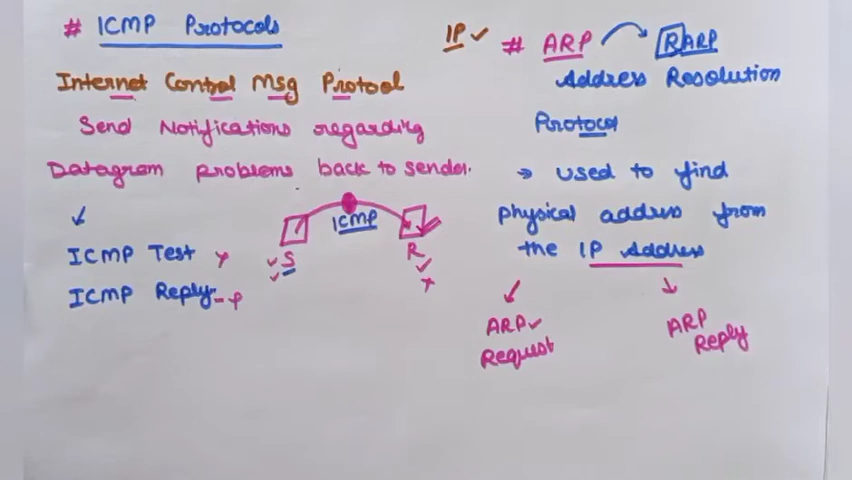 # ICMP Protocols
Internet Control Msg Protocol
Send Notifications regarding
Datagram problems back to sender.
ICMP
S
R
ICMP Test
ICMP Reply
IP
# ARP
RARP
Address Resolution
Protocol
→ used to find
physical address from
the IP Address
ARP
Request
ARP
Reply